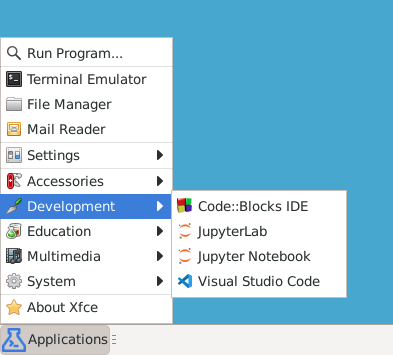 Run Program...
Terminal Emulator
File Manager
Mail Reader
Settings
Accessories
Development
Education
Multimedia
System
About Xfce
Code::Blocks IDE
JupyterLab
Jupyter Notebook
Visual Studio Code
Applications